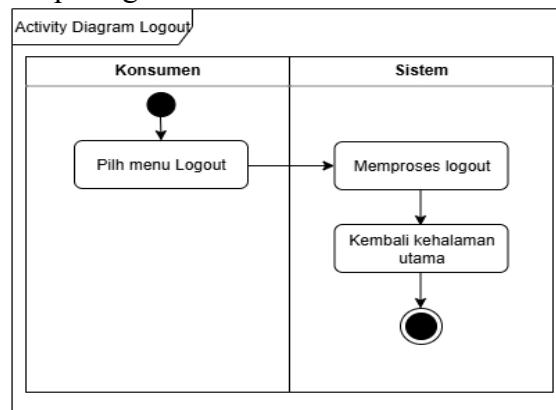 Activity Diagram Logout
Konsumen
Sistem
Pilh menu Logout
Memproses logout
Kembali kehalaman
utama